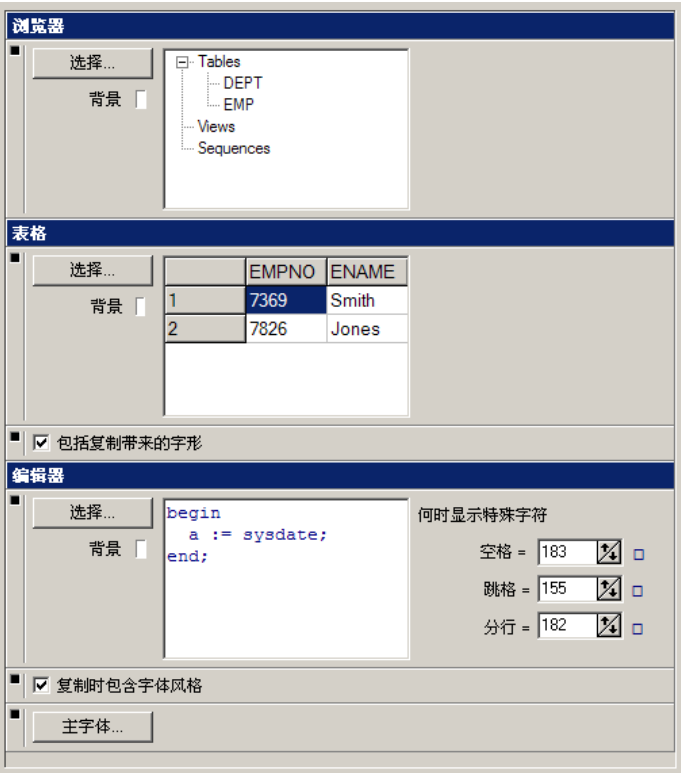 浏览器
选择...
背景
Tables
DEPT
EMP
Views
Sequences
表格
选择...
背景
EMPNO ENAME
1 7369 Smith
2 7826 Jones
包括复制带来的字形
编辑器
选择...
背景
begin
a := sysdate;
end;
何时显示特殊字符
空格 = 183
跳格 = 155
分行 = 182
复制时包含字体风格
主字体...